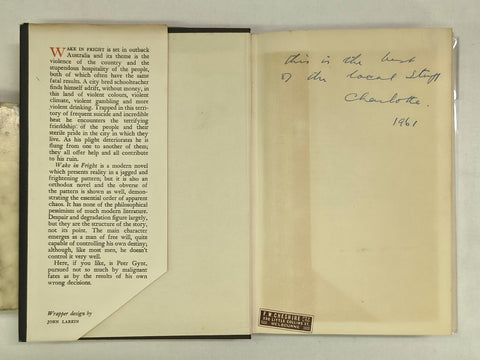 WAKE IN FRIGHT is set in outback
Australia and its theme is the
violence of the country and the
stupendous hospitality of the people,
both of which often have the same
fatal results. A city bred schoolteacher
finds himself adrift, without money, in
this land of violent colours, violent
climate, violent gambling and more
violent drinking. Trapped in this terri-
tory of frequent suicide and incredible
beat he encounters the terrifying
friendship of the people and their
sterile pride in the city in which they
live. As his plight deteriorates he is
flung from one to another of them;
they all offer help and all contribute
to his ruin.
Wake in Fright is a modern novel
which presents reality in a jagged and
frightening pattern; but it is also an
orthodox novel and the obverse of
the pattern is shown as well, demon-
strating the essential order of apparent
chaos. It has none of the philosophical
pessimism of much modern literature.
Despair and degradation figure largely,
but they are the structure of the story,
not its point. The main character
emerges as a man of free will, quite
capable of controlling his own destiny;
although, like most men, he doesn't
control it very well.
Here, if you like, is Peer Gynt,
pursued not so much by malignant
fates as by the results of his own
wrong decisions.
Wrapper design by
JOHN LARKIN
this is the best
of the local stuff
Charlotte.
1961
F. W. CHESHIRE
338 LITTLE COLLINS ST.
MELBOURNE